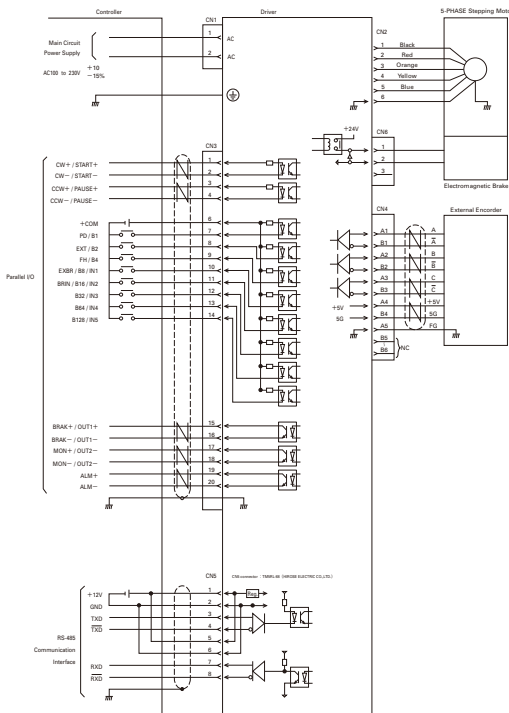 Controller
Driver
5-PHASE Stepping Moto
CN1
Main Circuit
Power Supply
AC100 to 230V
+10
−15%
1
AC
2
AC
CN2
1
Black
2
Red
3
Orange
4
Yellow
5
Blue
6
+24V
CN6
1
2
3
Electromagnetic Brake
CN3
Parallel I/O
CW+ / START+
1
CW− / START−
2
CCW+ / PAUSE+
3
CCW− / PAUSE−
4
+COM
6
PD / B1
7
EXT / B2
8
FH / B4
9
EXBR / B8 / IN1
10
BRIN / B16 / IN2
11
B32 / IN3
12
B64 / IN4
13
B128 / IN5
14
BRAK+ / OUT1+
15
BRAK− / OUT1−
16
MON+ / OUT2+
17
MON− / OUT2−
18
ALM+
19
ALM−
20
CN4
External Encorder
A1
A
B1
A̅
A2
B
B2
B̅
A3
C
B3
C̅
+5V
A4
+5V
5G
B4
5G
A5
FG
B5
B6
NC
CN5
CN5 connector : TM5RJ-88 (HIROSE ELECTRIC CO.,LTD.)
RS-485
Communication
Interface
+12V
1
Reg
GND
2
TXD
3
T̅X̅D̅
4
5
6
RXD
7
R̅X̅D̅
8